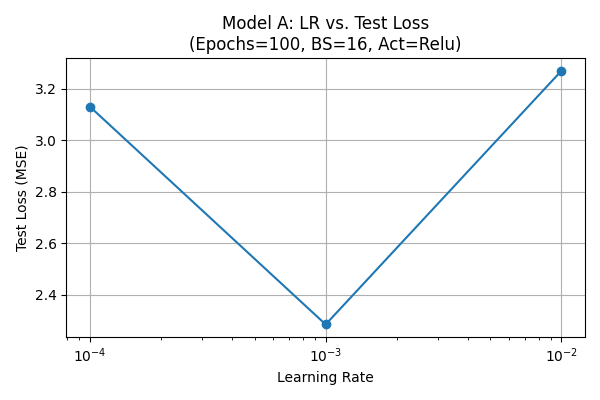 Model A: LR vs. Test Loss
(Epochs=100, BS=16, Act=Relu)
Test Loss (MSE)
3.2
3.0
2.8
2.6
2.4
10⁻⁴
10⁻³
10⁻²
Learning Rate